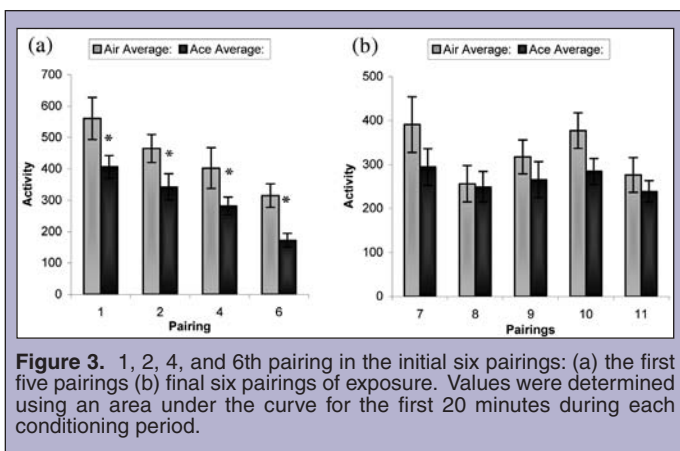 (a)
Air Average: Ace Average:
700
600
500
400
300
200
100
0
Activity
* * * *
1 2 4 6
Pairing
(b)
Air Average: Ace Average:
500
400
300
200
100
0
Activity
7 8 9 10 11
Pairings
Figure 3. 1, 2, 4, and 6th pairing in the initial six pairings: (a) the first
five pairings (b) final six pairings of exposure. Values were determined
using an area under the curve for the first 20 minutes during each
conditioning period.